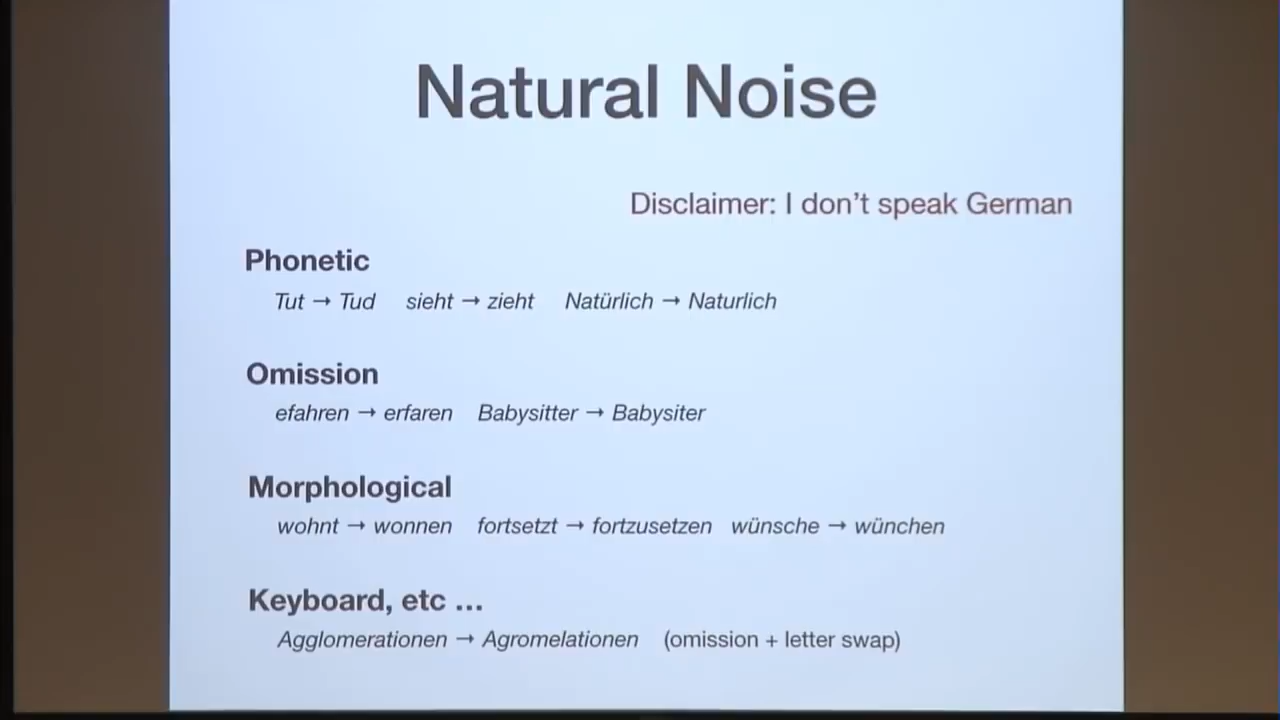 Natural Noise
Disclaimer: I don't speak German
Phonetic
Tut → Tud sieht → zieht Natürlich → Naturlich
Omission
efahren → erfaren Babysitter → Babysiter
Morphological
wohnt → wonnen fortsetzt → fortzusetzen wünsche → wünchen
Keyboard, etc ...
Agglomerationen → Agromelationen (omission + letter swap)